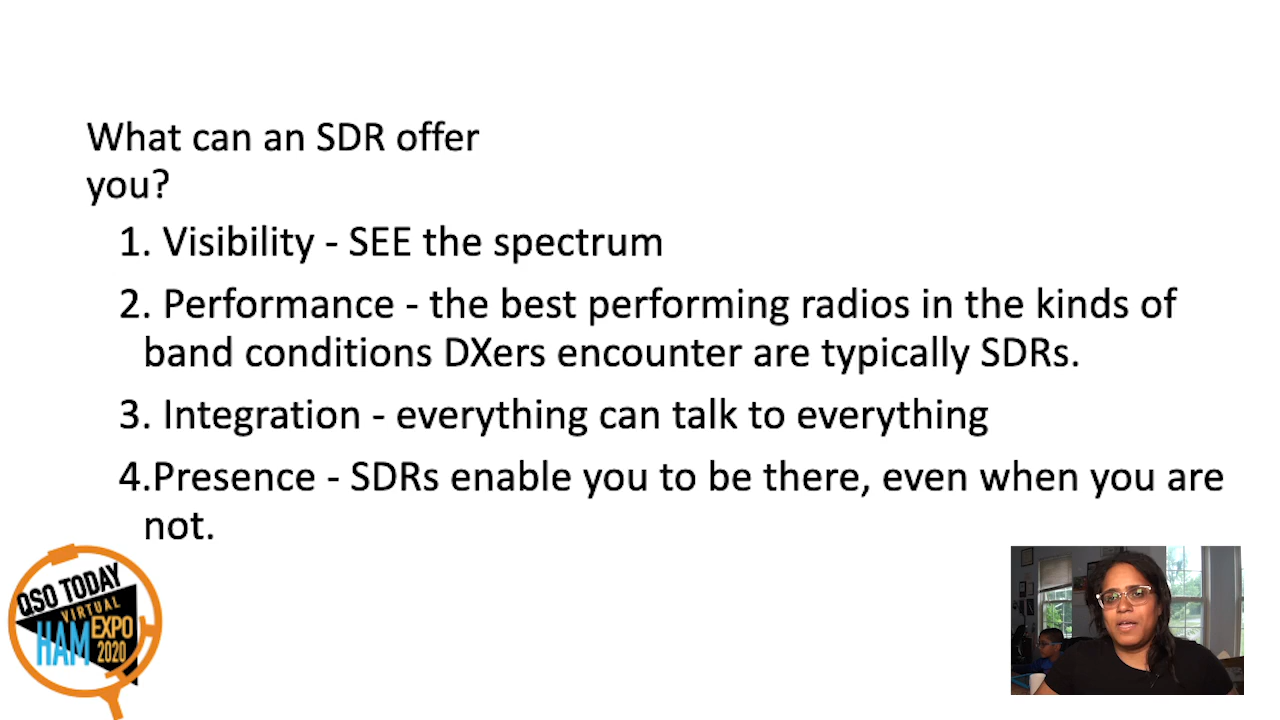 What can an SDR offer
you?
1. Visibility - SEE the spectrum
2. Performance - the best performing radios in the kinds of
band conditions DXers encounter are typically SDRs.
3. Integration - everything can talk to everything
4.Presence - SDRs enable you to be there, even when you are
not.
QSO TODAY
VIRTUAL
HAM EXPO
2020